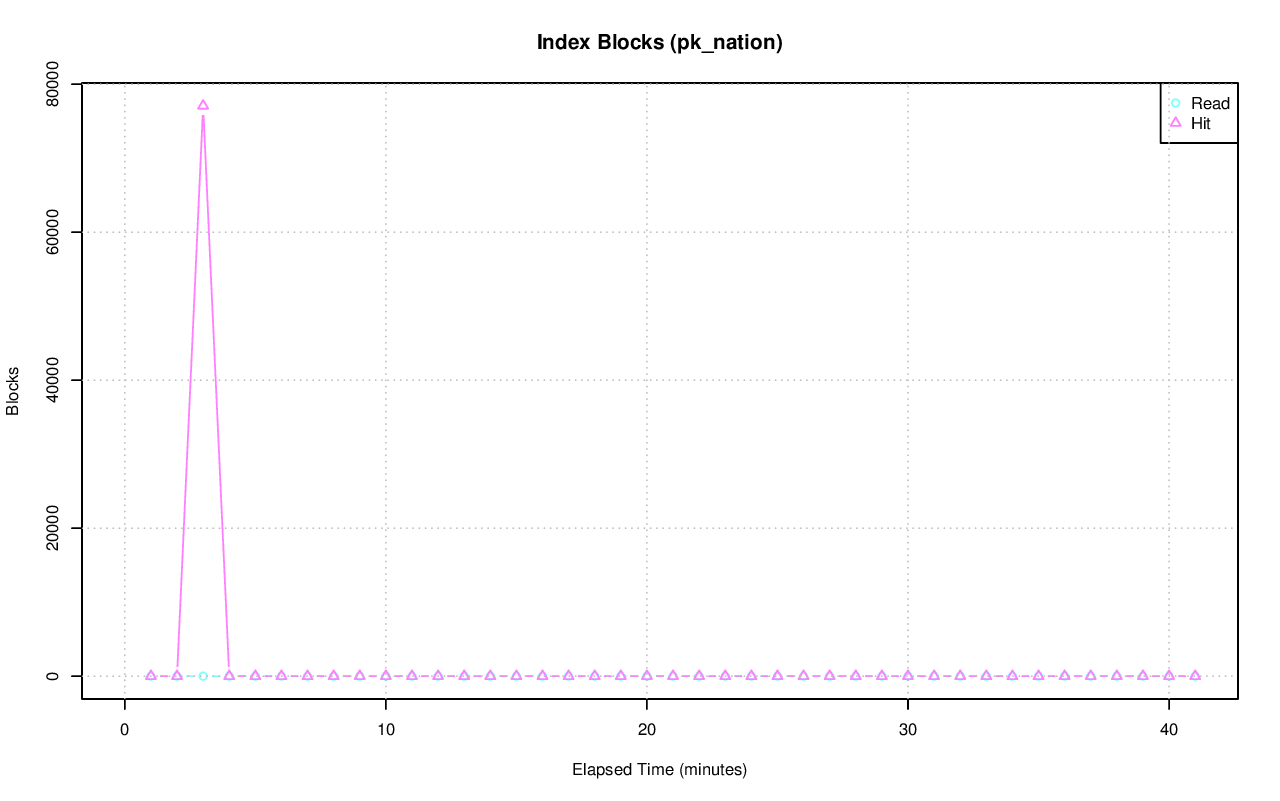 Index Blocks (pk_nation)
Read
Hit
80000
60000
40000
20000
0
Blocks
0 10 20 30 40
Elapsed Time (minutes)